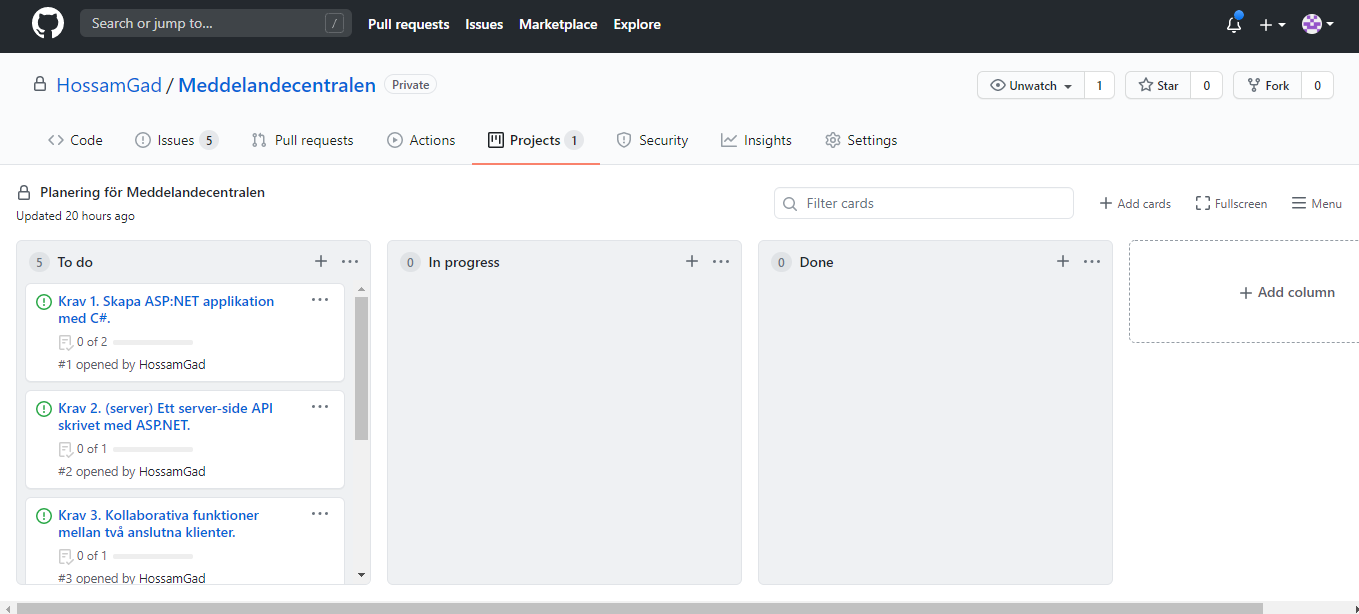 Search or jump to...
/
Pull requests
Issues
Marketplace
Explore
HossamGad / Meddelandecentralen
Private
Unwatch
1
Star
0
Fork
0
Code
Issues 5
Pull requests
Actions
Projects 1
Security
Insights
Settings
Planering för Meddelandecentralen
Updated 20 hours ago
Filter cards
Add cards
Fullscreen
Menu
5 To do
Krav 1. Skapa ASP:NET applikation
med C#.
0 of 2
#1 opened by HossamGad
Krav 2. (server) Ett server-side API
skrivet med ASP.NET.
0 of 1
#2 opened by HossamGad
Krav 3. Kollaborativa funktioner
mellan två anslutna klienter.
0 of 1
#3 opened by HossamGad
0 In progress
0 Done
Add column